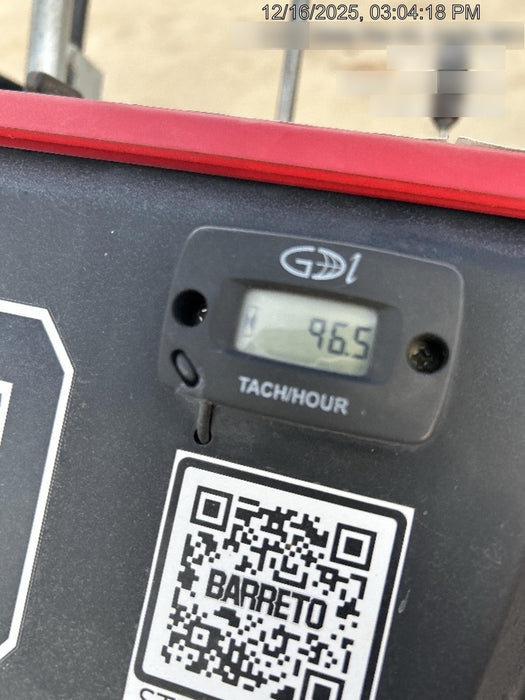 12/16/2025, 03:04:18 PM
GDI
96.5
TACH/HOUR
BARRETO